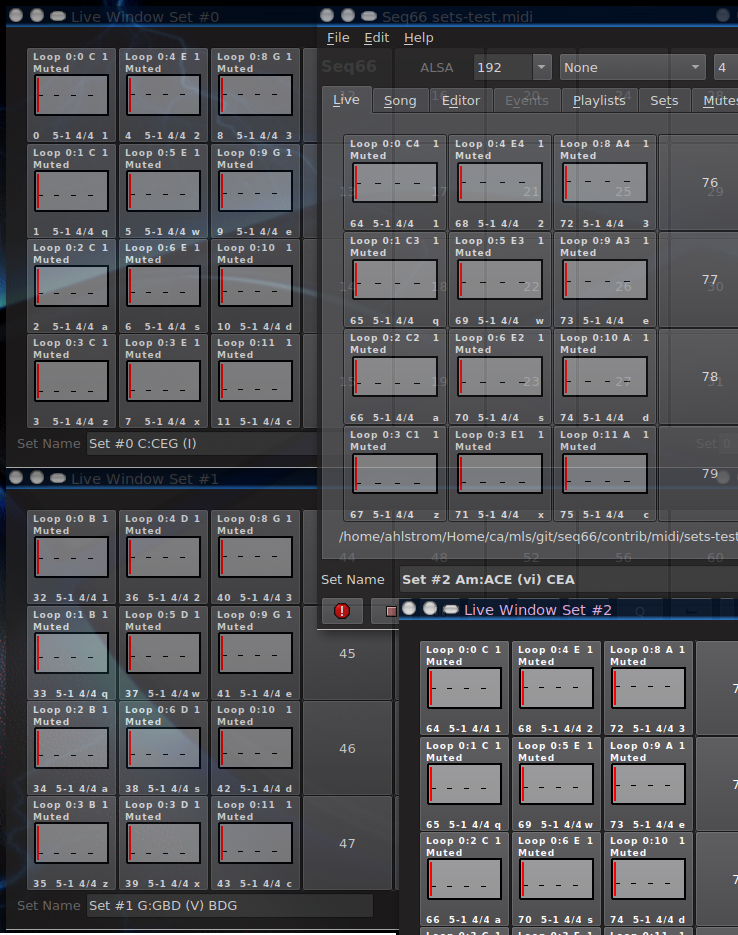 Live Window Set #0
Loop 0:0 C 1 Loop 0:4 E 1 Loop 0:8 G 1
Muted Muted Muted
0 5-1 4/4 1 4 5-1 4/4 2 8 5-1 4/4 3
Loop 0:1 C 1 Loop 0:5 E 1 Loop 0:9 G 1
Muted Muted Muted
1 5-1 4/4 q 5 5-1 4/4 w 9 5-1 4/4 e
Loop 0:2 C 1 Loop 0:6 E 1 Loop 0:10 1
Muted Muted Muted
2 5-1 4/4 a 6 5-1 4/4 s 10 5-1 4/4 d
Loop 0:3 C 1 Loop 0:3 E 1 Loop 0:11 1
Muted Muted Muted
3 5-1 4/4 z 7 5-1 4/4 x 11 5-1 4/4 c
Set Name Set #0 C:CEG (I)
Seq66 sets-test.midi
File Edit Help
Seq66 ALSA 192 None 4
Live Song Editor Events Playlists Sets Mutes
Loop 0:0 C4 1 Loop 0:4 E4 1 Loop 0:8 A4 1
Muted Muted Muted
76
64 5-1 4/4 1 68 5-1 4/4 2 72 5-1 4/4 3
Loop 0:1 C3 1 Loop 0:5 E3 1 Loop 0:9 A3 1
Muted Muted Muted
77
65 5-1 4/4 q 69 5-1 4/4 w 73 5-1 4/4 e
Loop 0:2 C2 1 Loop 0:6 E2 1 Loop 0:10 A 1
Muted Muted Muted
78
66 5-1 4/4 a 70 5-1 4/4 s 74 5-1 4/4 d
Loop 0:3 C1 1 Loop 0:3 E1 1 Loop 0:11 A 1
Muted Muted Muted
79
67 5-1 4/4 z 71 5-1 4/4 x 75 5-1 4/4 c
/home/ahlstrom/Home/ca/mls/git/seq66/contrib/midi/sets-test
Set Name Set #2 Am:ACE (vi) CEA
Live Window Set #1
Loop 0:0 B 1 Loop 0:4 D 1 Loop 0:8 G 1
Muted Muted Muted
32 5-1 4/4 1 36 5-1 4/4 2 40 5-1 4/4 3
Loop 0:1 B 1 Loop 0:5 D 1 Loop 0:9 G 1
Muted Muted Muted
45
33 5-1 4/4 q 37 5-1 4/4 w 41 5-1 4/4 e
Loop 0:2 B 1 Loop 0:6 D 1 Loop 0:10 1
Muted Muted Muted
46
34 5-1 4/4 a 38 5-1 4/4 s 42 5-1 4/4 d
Loop 0:3 B 1 Loop 0:3 D 1 Loop 0:11 1
Muted Muted Muted
47
35 5-1 4/4 z 39 5-1 4/4 x 43 5-1 4/4 c
Set Name Set #1 G:GBD (V) BDG
Live Window Set #2
Loop 0:0 C 1 Loop 0:4 E 1 Loop 0:8 A 1
Muted Muted Muted
64 5-1 4/4 1 68 5-1 4/4 2 72 5-1 4/4 3
Loop 0:1 C 1 Loop 0:5 E 1 Loop 0:9 A 1
Muted Muted Muted
65 5-1 4/4 q 69 5-1 4/4 w 73 5-1 4/4 e
Loop 0:2 C 1 Loop 0:6 E 1 Loop 0:10 1
Muted Muted Muted
66 5-1 4/4 a 70 5-1 4/4 s 74 5-1 4/4 d